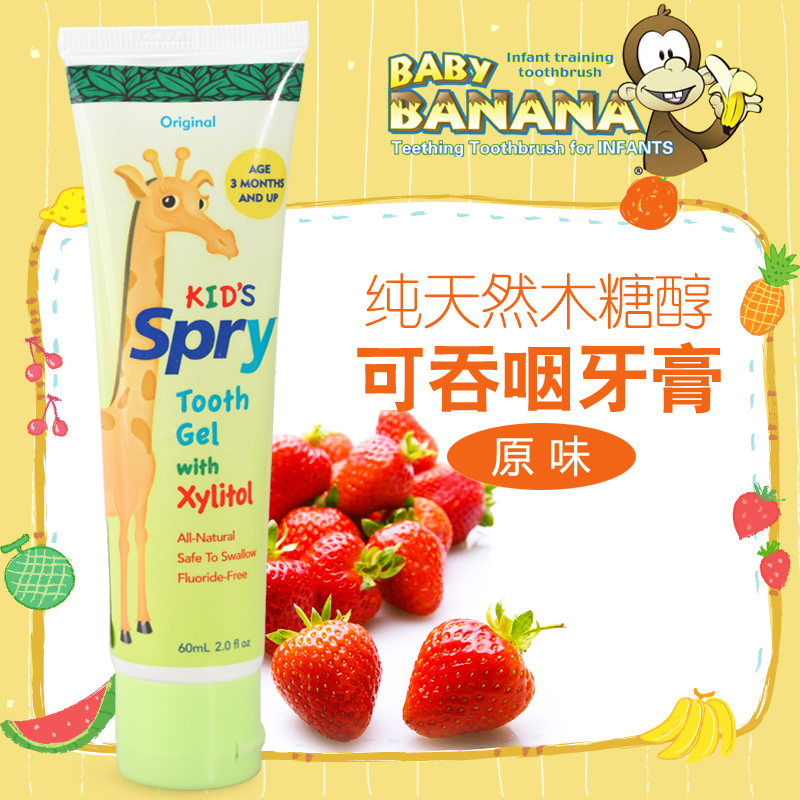 Original
AGE
3 MONTHS
AND UP
KID'S
Spry
Tooth
Gel
with
Xylitol
All-Natural
Safe To Swallow
Fluoride-Free
60mL 2.0 fl oz
Infant training
toothbrush
BABY
BANANA
Teething Toothbrush for INFANTS
®
纯天然木糖醇
可吞咽牙膏
原味